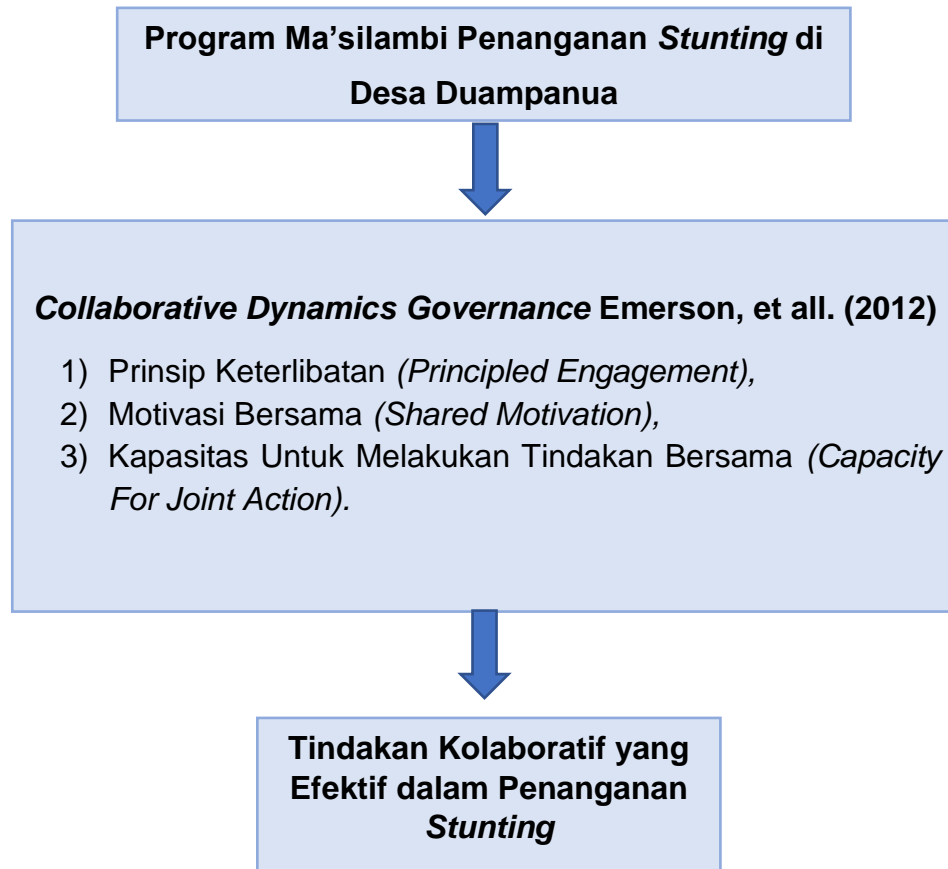 Program Ma'silambi Penanganan Stunting di
Desa Duampanua
Collaborative Dynamics Governance Emerson, et all. (2012)
1) Prinsip Keterlibatan (Principled Engagement),
2) Motivasi Bersama (Shared Motivation),
3) Kapasitas Untuk Melakukan Tindakan Bersama (Capacity
For Joint Action).
Tindakan Kolaboratif yang
Efektif dalam Penanganan
Stunting